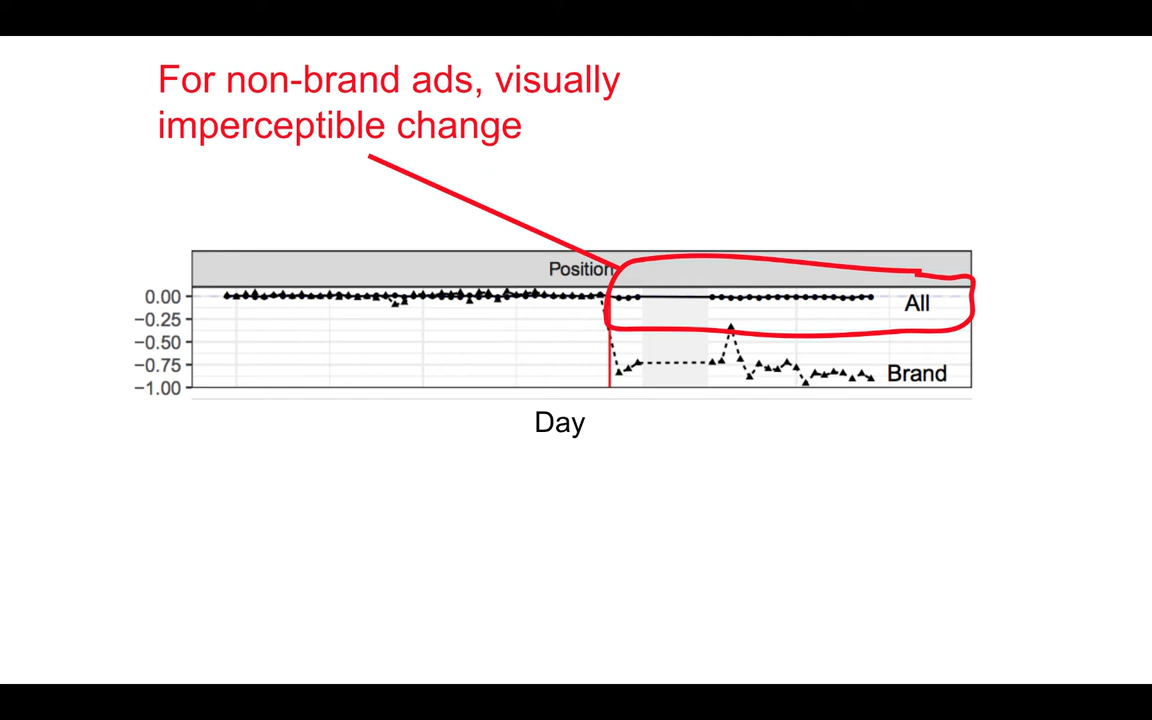 For non-brand ads, visually
imperceptible change
Position
0.00
All
−0.25
−0.50
−0.75
Brand
−1.00
Day